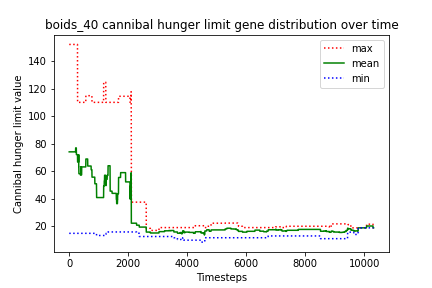 boids_40 cannibal hunger limit gene distribution over time
max
mean
min
Cannibal hunger limit value
140
120
100
80
60
40
20
0
2000
4000
6000
8000
10000
Timesteps